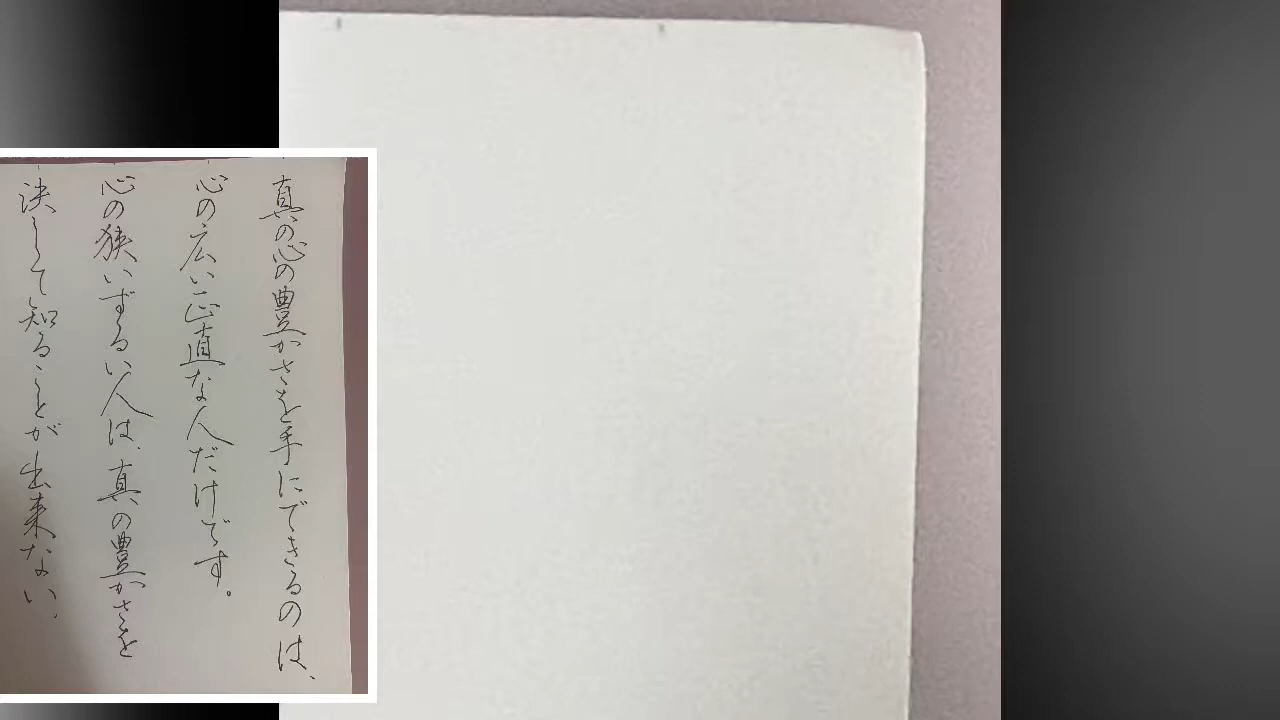 真の心の豊かさを手にできるのは、
心の広い正直な人だけです。
心の狭いずるい人は、真の豊かさを
決して知ることが出来ない、